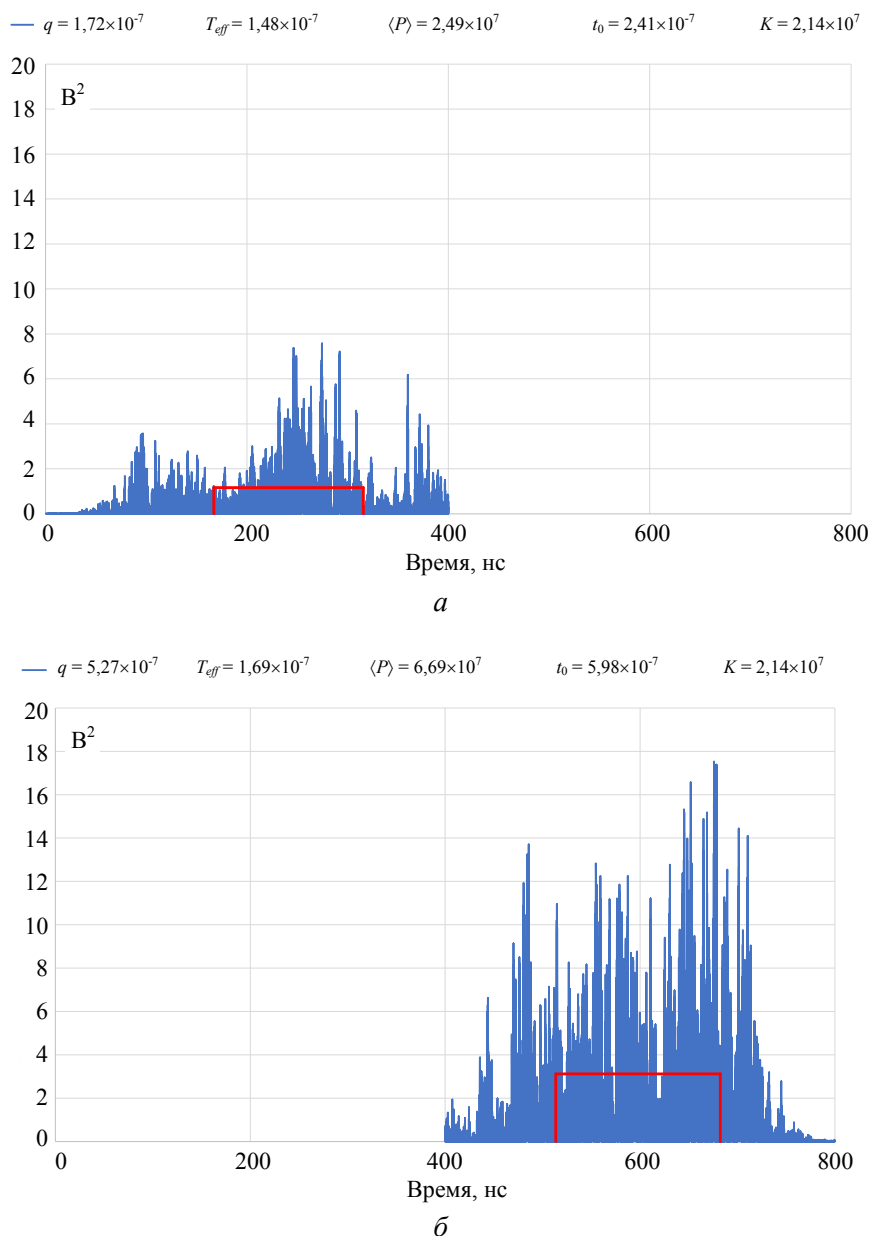 q = 1,72×10⁻⁷ T_eff = 1,48×10⁻⁷ ⟨P⟩ = 2,49×10⁷ t₀ = 2,41×10⁻⁷ K = 2,14×10⁷
20
В²
18
16
14
12
10
8
6
4
2
0
0 200 400 600 800
Время, нс
а
q = 5,27×10⁻⁷ T_eff = 1,69×10⁻⁷ ⟨P⟩ = 6,69×10⁷ t₀ = 5,98×10⁻⁷ K = 2,14×10⁷
20
В²
18
16
14
12
10
8
6
4
2
0
0 200 400 600 800
Время, нс
б